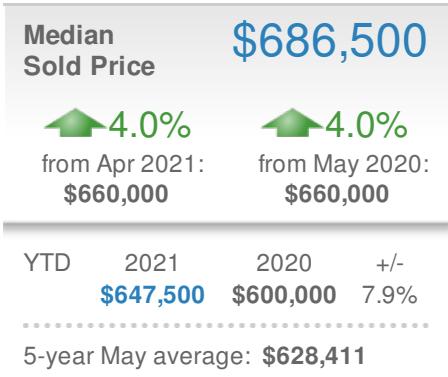 Median $686,500
Sold Price
4.0% 4.0%
from Apr 2021: from May 2020:
$660,000 $660,000
YTD 2021 2020 +/-
$647,500 $600,000 7.9%
5-year May average: $628,411